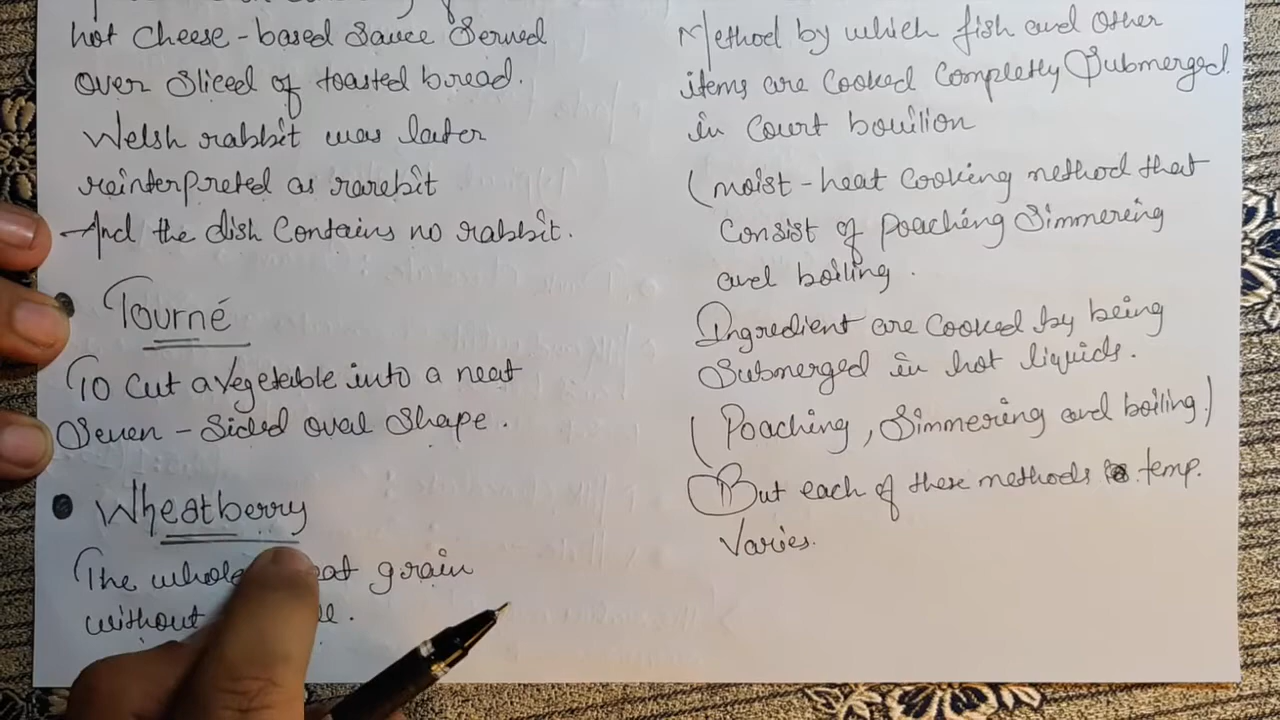 hot cheese-based Sauce Served
Over Sliced of toasted bread.
Welsh rabbit was later
reinterpreted as rarebit
And the dish Contains no rabbit.
Tourné
To cut a vegetable into a neat
Seven-Sided oval Shape.
Wheatberry
The whole grain
without
Method by which fish and other
items are cooked completly Submerged
in Court bouilion
(moist-heat Cooking method that
Consist of Poaching Simmering
and boiling.
Ingredient are cooked by being
Submerged in hot liquids.
(Poaching, Simmering and boiling)
But each of these methods temp.
Varies.